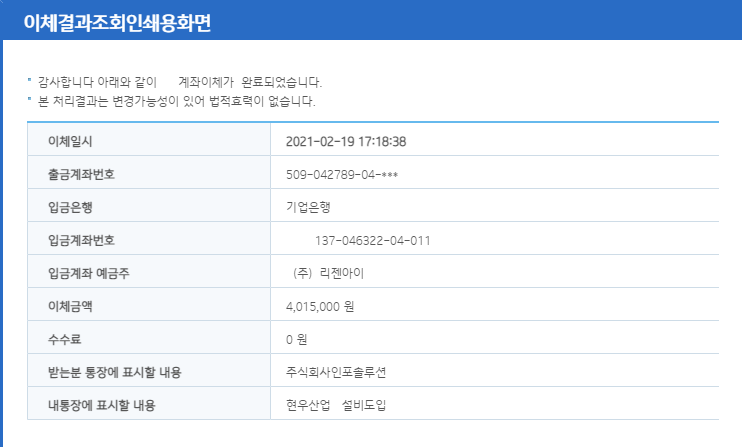 이체결과조회인쇄용화면
감사합니다 아래와 같이 계좌이체가 완료되었습니다.
본 처리결과는 변경가능성이 있어 법적효력이 없습니다.
이체일시 2021-02-19 17:18:38
출금계좌번호 509-042789-04-***
입금은행 기업은행
입금계좌번호 137-046322-04-011
입금계좌 예금주 (주) 리젠아이
이체금액 4,015,000 원
수수료 0 원
받는분 통장에 표시할 내용 주식회사인포솔루션
내통장에 표시할 내용 현우산업 설비도입